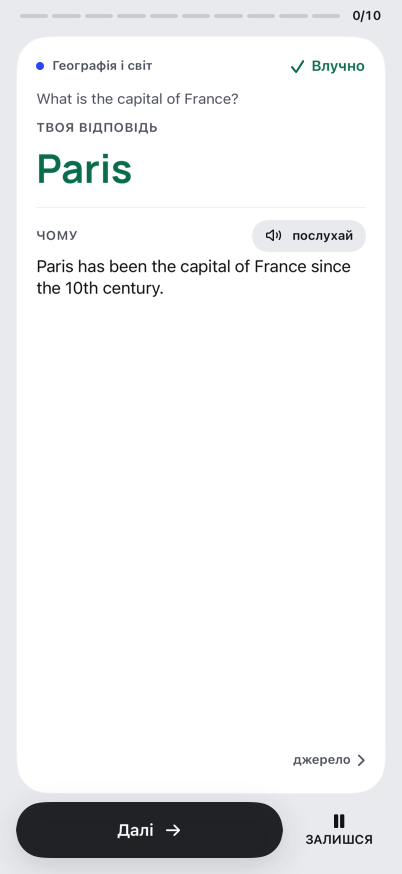 0/10
Географія і світ
Влучно
What is the capital of France?
ТВОЯ ВІДПОВІДЬ
Paris
ЧОМУ
послухай
Paris has been the capital of France since
the 10th century.
джерело
Далі
ЗАЛИШСЯ